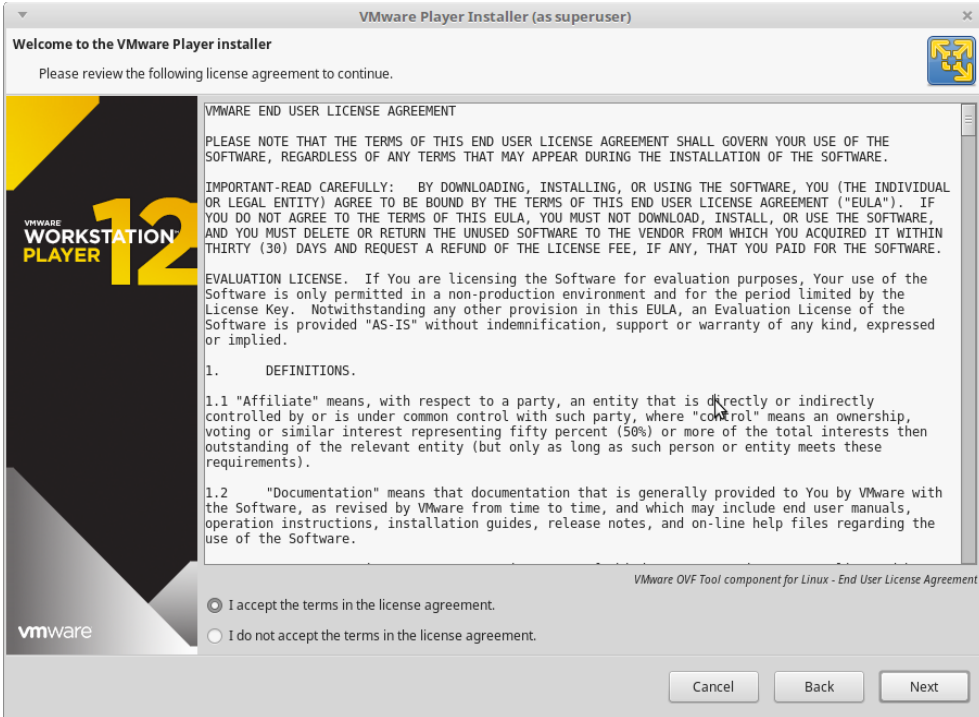 VMware Player Installer (as superuser)
Welcome to the VMware Player installer
Please review the following license agreement to continue.
VMWARE
WORKSTATION
PLAYER
12
vmware
VMWARE END USER LICENSE AGREEMENT
PLEASE NOTE THAT THE TERMS OF THIS END USER LICENSE AGREEMENT SHALL GOVERN YOUR USE OF THE
SOFTWARE, REGARDLESS OF ANY TERMS THAT MAY APPEAR DURING THE INSTALLATION OF THE SOFTWARE.
IMPORTANT-READ CAREFULLY:   BY DOWNLOADING, INSTALLING, OR USING THE SOFTWARE, YOU (THE INDIVIDUAL
OR LEGAL ENTITY) AGREE TO BE BOUND BY THE TERMS OF THIS END USER LICENSE AGREEMENT ("EULA").  IF
YOU DO NOT AGREE TO THE TERMS OF THIS EULA, YOU MUST NOT DOWNLOAD, INSTALL, OR USE THE SOFTWARE,
AND YOU MUST DELETE OR RETURN THE UNUSED SOFTWARE TO THE VENDOR FROM WHICH YOU ACQUIRED IT WITHIN
THIRTY (30) DAYS AND REQUEST A REFUND OF THE LICENSE FEE, IF ANY, THAT YOU PAID FOR THE SOFTWARE.
EVALUATION LICENSE.  If You are licensing the Software for evaluation purposes, Your use of the
Software is only permitted in a non-production environment and for the period limited by the
License Key.  Notwithstanding any other provision in this EULA, an Evaluation License of the
Software is provided "AS-IS" without indemnification, support or warranty of any kind, expressed
or implied.
1.      DEFINITIONS.
1.1 "Affiliate" means, with respect to a party, an entity that is directly or indirectly
controlled by or is under common control with such party, where "control" means an ownership,
voting or similar interest representing fifty percent (50%) or more of the total interests then
outstanding of the relevant entity (but only as long as such person or entity meets these
requirements).
1.2     "Documentation" means that documentation that is generally provided to You by VMware with
the Software, as revised by VMware from time to time, and which may include end user manuals,
operation instructions, installation guides, release notes, and on-line help files regarding the
use of the Software.
VMware OVF Tool component for Linux - End User License Agreement
I accept the terms in the license agreement.
I do not accept the terms in the license agreement.
Cancel
Back
Next